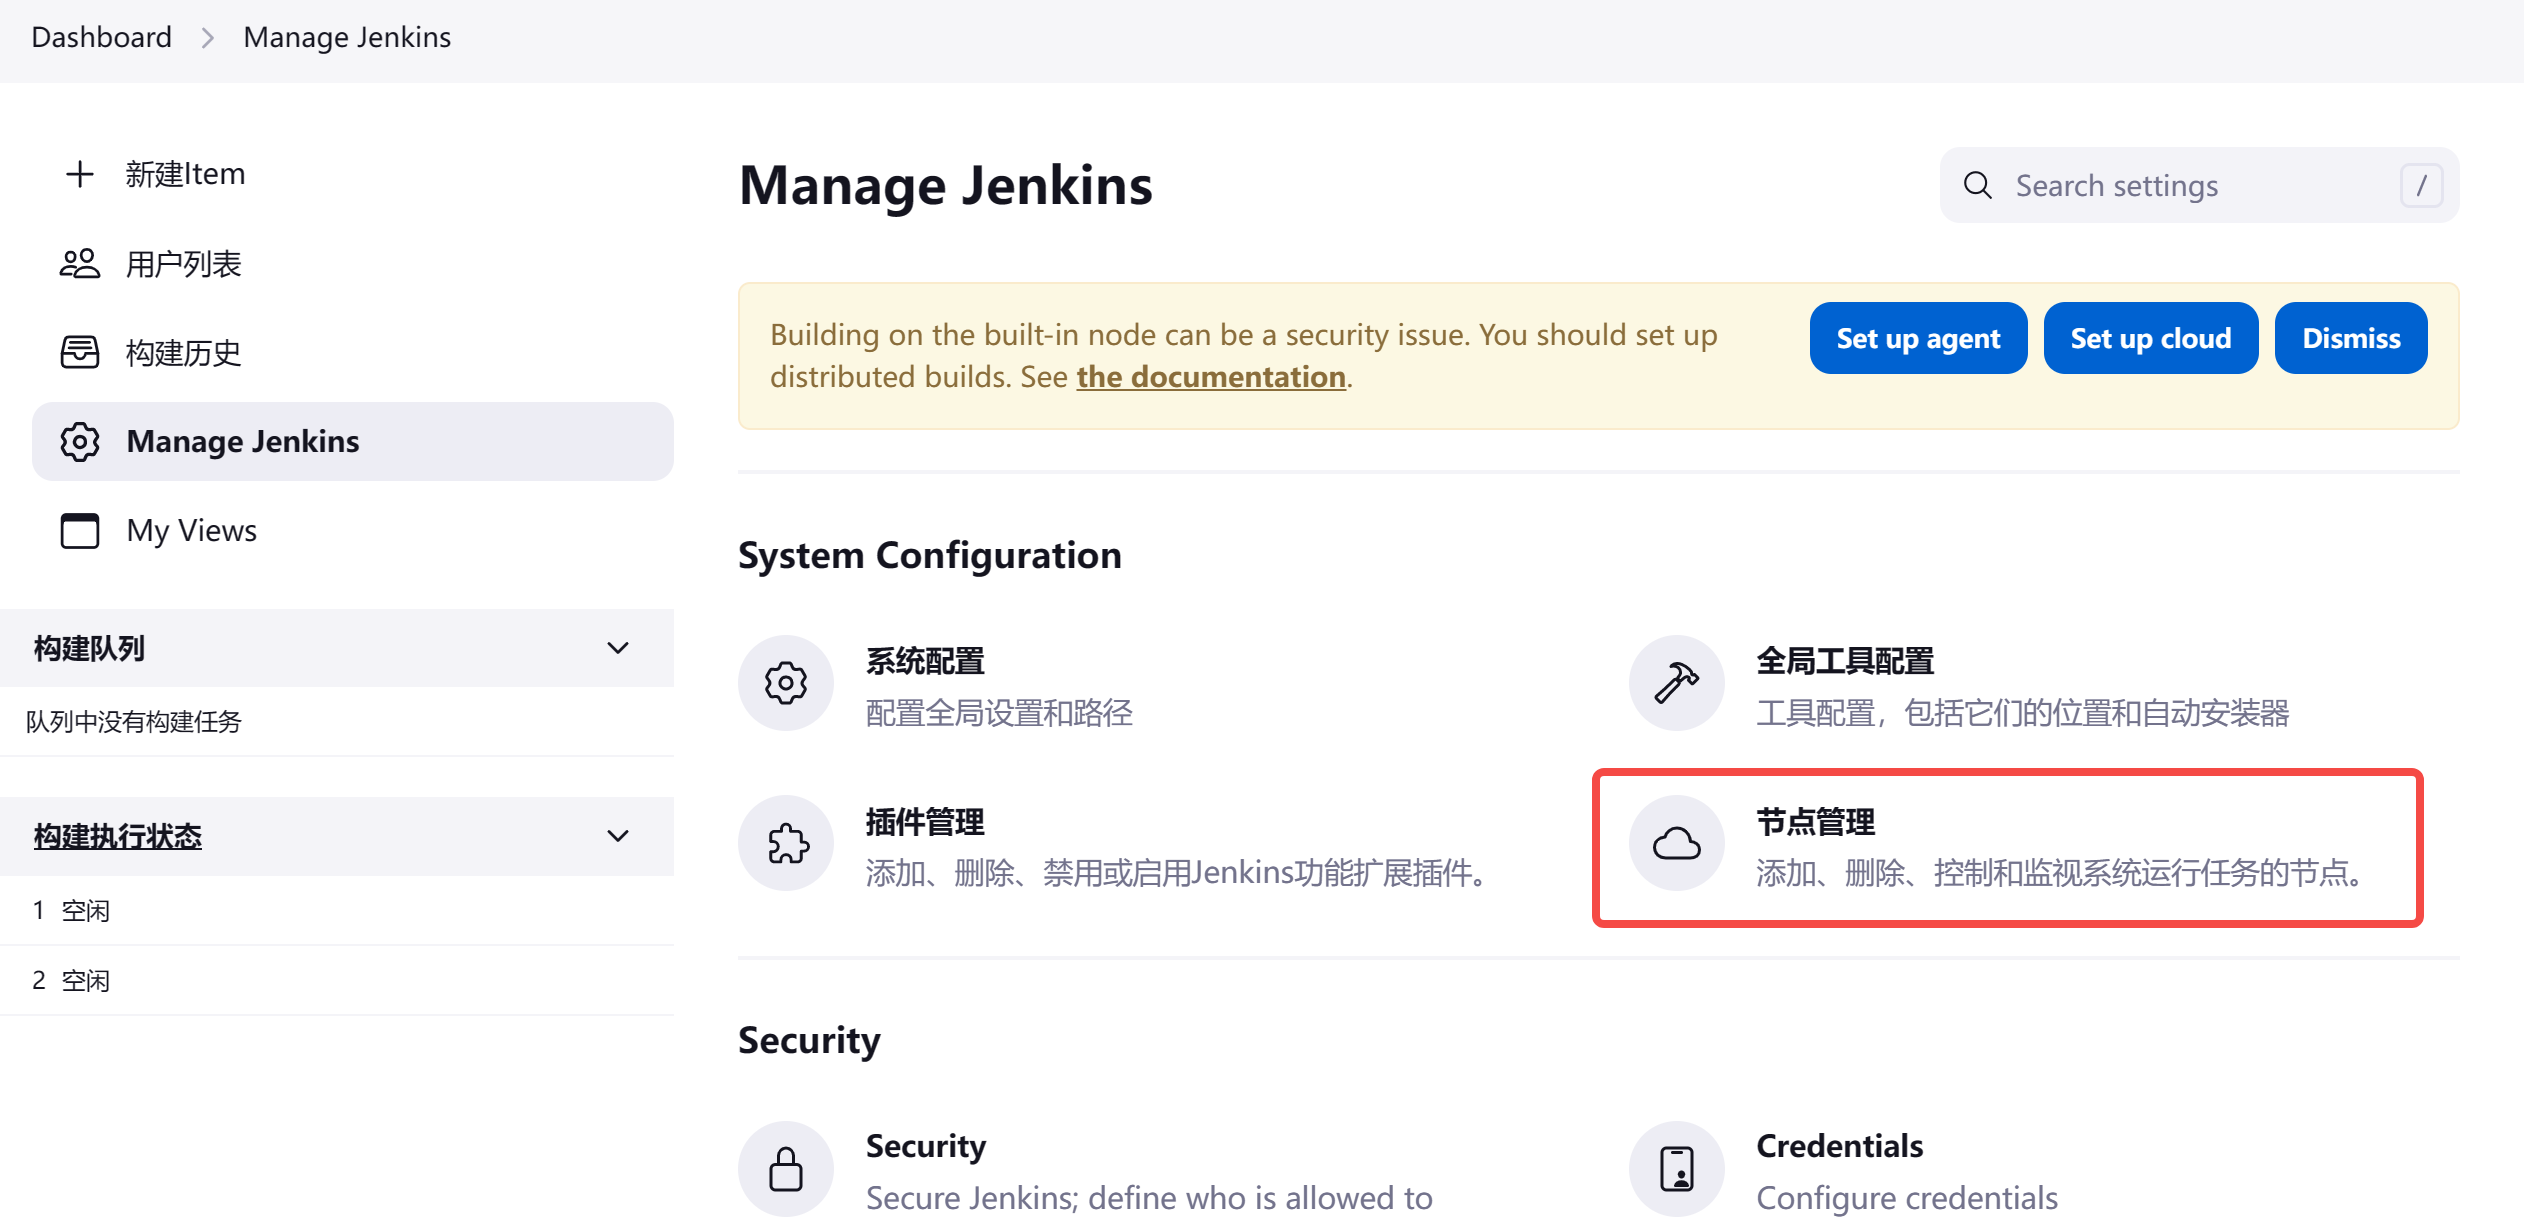 Dashboard > Manage Jenkins
新建Item
用户列表
构建历史
Manage Jenkins
My Views
构建队列
队列中没有构建任务
构建执行状态
1 空闲
2 空闲
Manage Jenkins
Search settings /
Building on the built-in node can be a security issue. You should set up
distributed builds. See the documentation.
Set up agent
Set up cloud
Dismiss
System Configuration
系统配置
配置全局设置和路径
全局工具配置
工具配置，包括它们的位置和自动安装器
插件管理
添加、删除、禁用或启用Jenkins功能扩展插件。
节点管理
添加、删除、控制和监视系统运行任务的节点。
Security
Security
Secure Jenkins; define who is allowed to
Credentials
Configure credentials